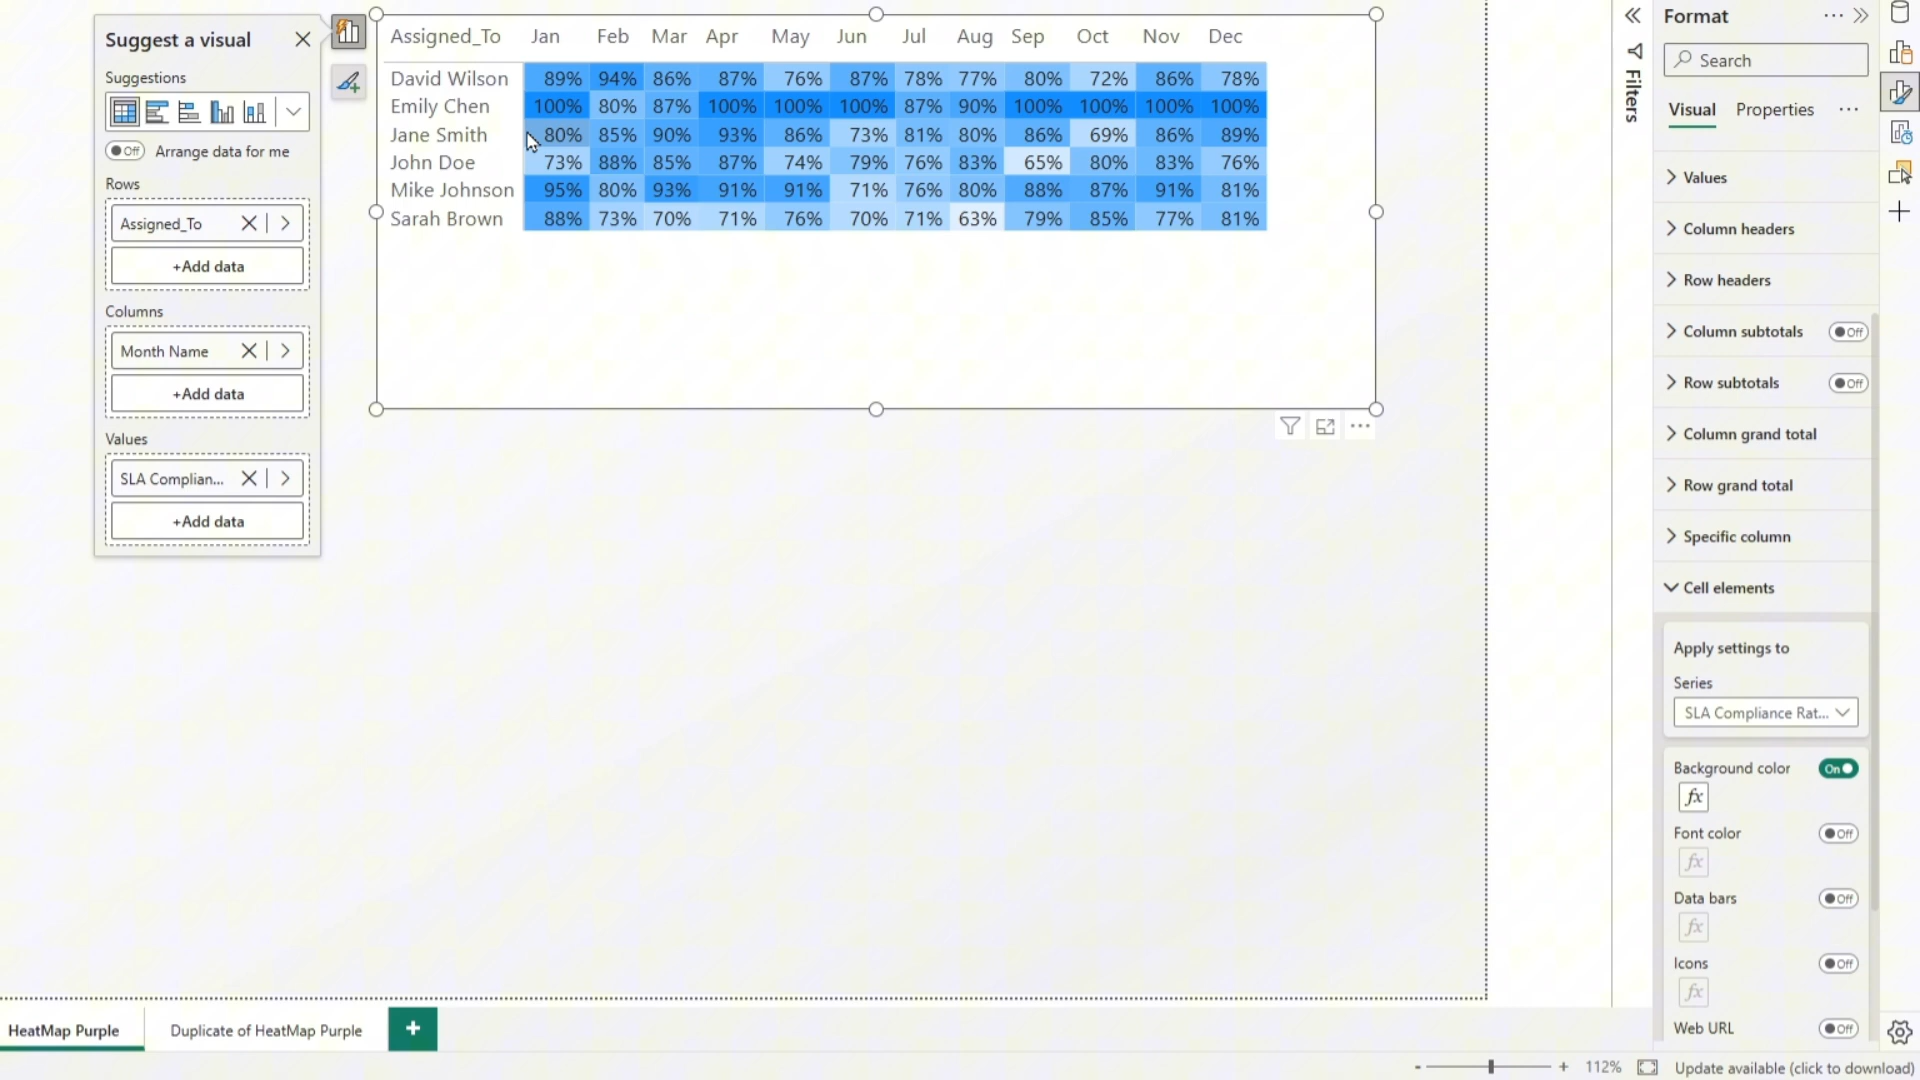 Suggest a visual
Suggestions
Off Arrange data for me
Rows
Assigned_To
+Add data
Columns
Month Name
+Add data
Values
SLA Complian...
+Add data
Assigned_To Jan Feb Mar Apr May Jun Jul Aug Sep Oct Nov Dec
David Wilson 89% 94% 86% 87% 76% 87% 78% 77% 80% 72% 86% 78%
Emily Chen 100% 80% 87% 100% 100% 100% 87% 90% 100% 100% 100% 100%
Jane Smith 80% 85% 90% 93% 86% 73% 81% 80% 86% 69% 86% 89%
John Doe 73% 88% 85% 87% 74% 79% 76% 83% 65% 80% 83% 76%
Mike Johnson 95% 80% 93% 91% 91% 71% 76% 80% 88% 87% 91% 81%
Sarah Brown 88% 73% 70% 71% 76% 70% 71% 63% 79% 85% 77% 81%
Filters
Format
Search
Visual Properties
Values
Column headers
Row headers
Column subtotals Off
Row subtotals Off
Column grand total
Row grand total
Specific column
Cell elements
Apply settings to
Series
SLA Compliance Rat...
Background color On
fx
Font color Off
fx
Data bars Off
fx
Icons Off
fx
Web URL Off
HeatMap Purple Duplicate of HeatMap Purple +
- + 112% Update available (click to download)